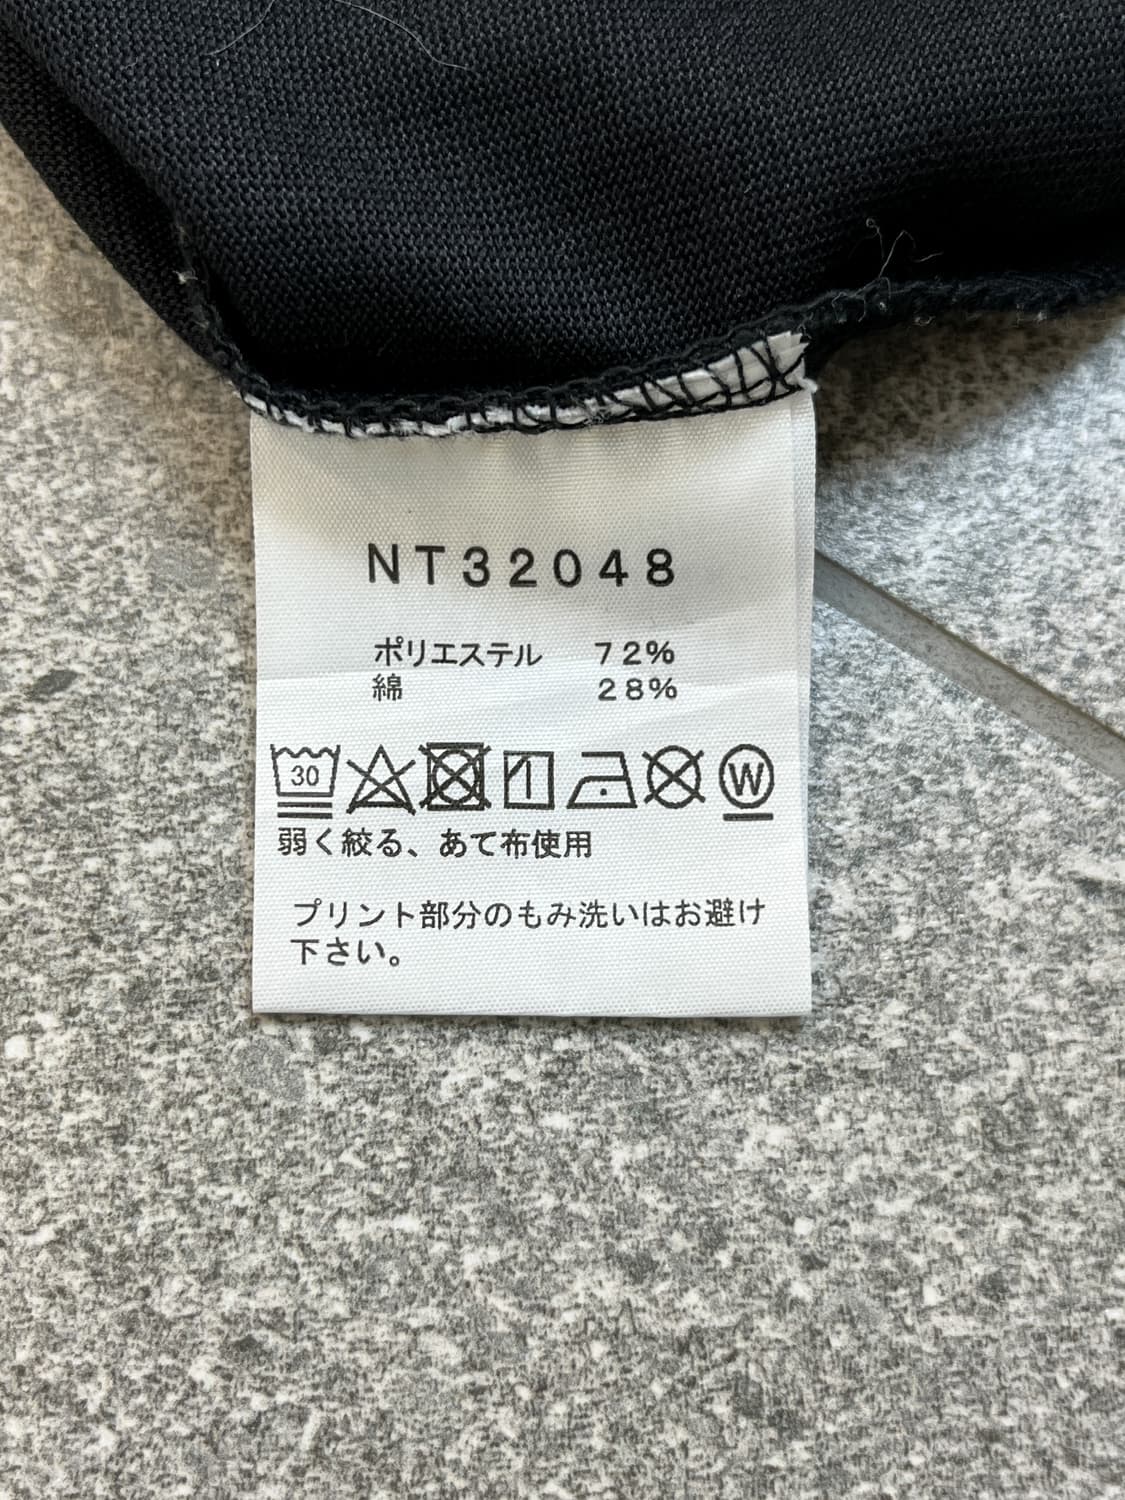 NT32048
ポリエステル 72%
綿 28%
30 W
弱く絞る、あて布使用
プリント部分のもみ洗いはお避け
下さい。